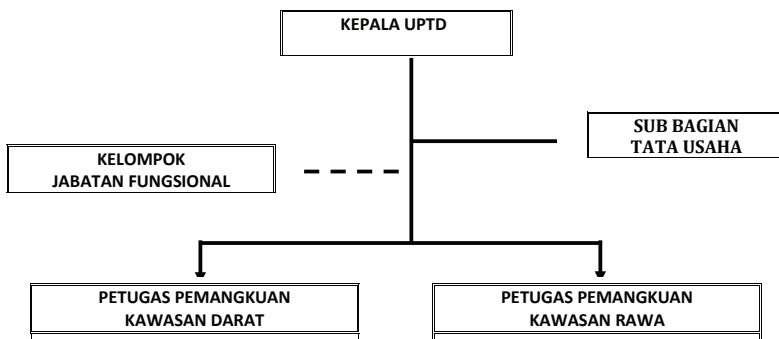 KEPALA UPTD
SUB BAGIAN
TATA USAHA
KELOMPOK
JABATAN FUNGSIONAL
PETUGAS PEMANGKUAN
KAWASAN DARAT
PETUGAS PEMANGKUAN
KAWASAN RAWA